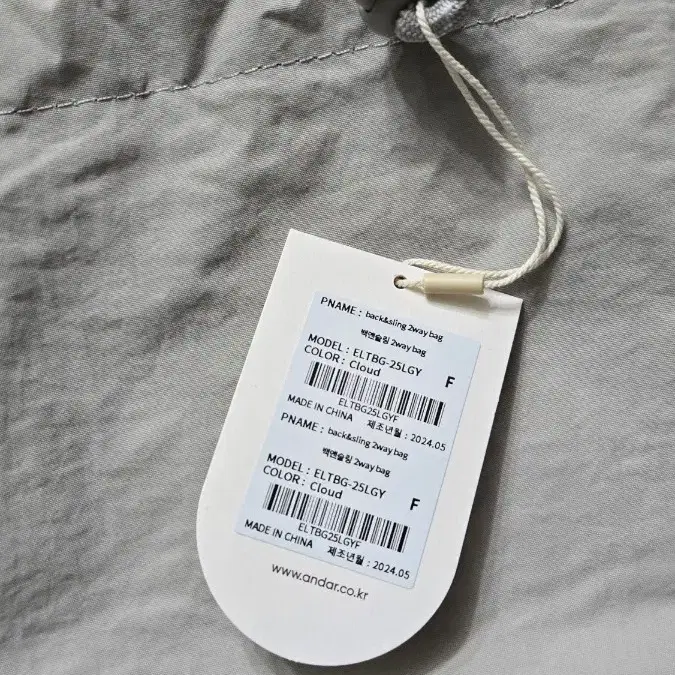 PNAME : back&sling 2way bag
백앤슬링 2way bag
MODEL : ELTBG-25LGY
COLOR : Cloud
F
ELTBG25LGYF
MADE IN CHINA 제조년월 : 2024.05
PNAME : back&sling 2way bag
백앤슬링 2way bag
MODEL : ELTBG-25LGY
COLOR : Cloud
F
ELTBG25LGYF
MADE IN CHINA 제조년월 : 2024.05
www.andar.co.kr